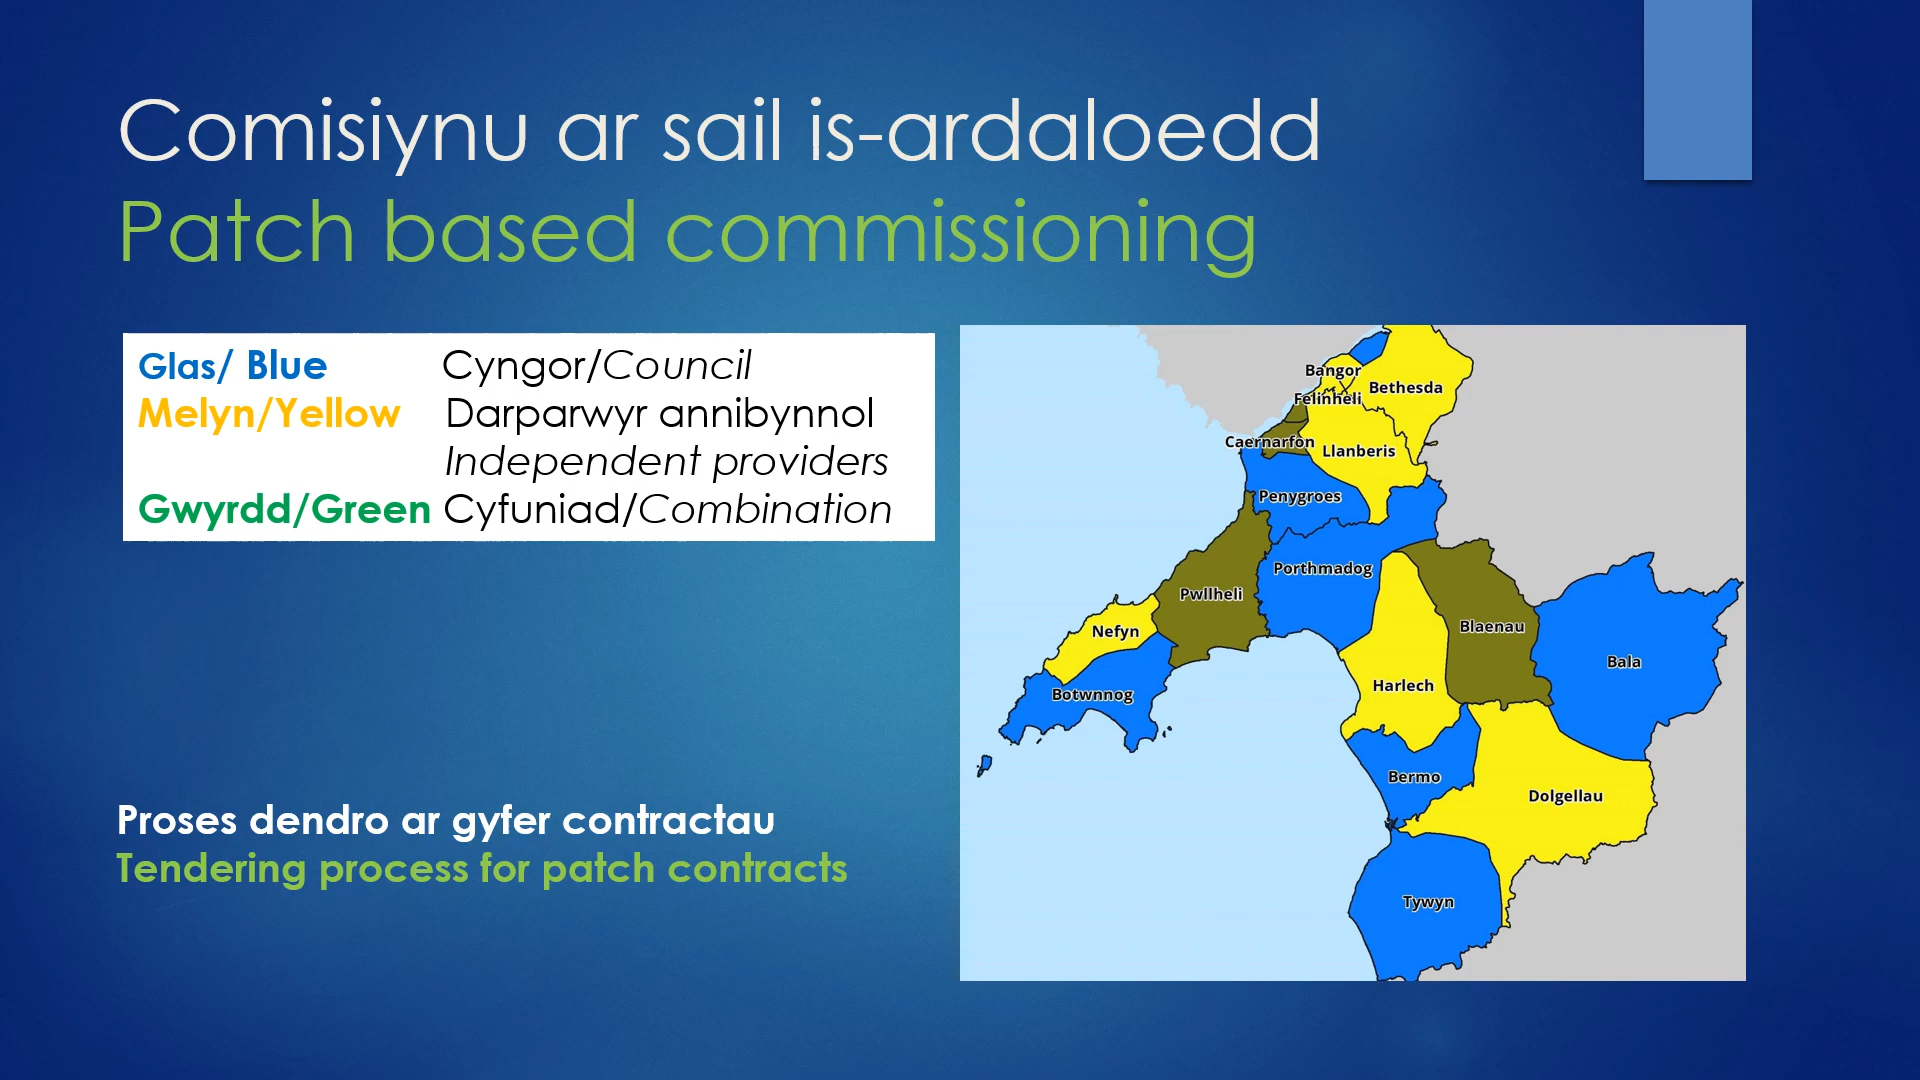 Comisiynu ar sail is-ardaloedd
Patch based commissioning
Glas/ Blue Cyngor/Council
Melyn/Yellow Darparwyr annibynnol
Independent providers
Gwyrdd/Green Cyfuniad/Combination
Proses dendro ar gyfer contractau
Tendering process for patch contracts
Bangor
Bethesda
Felinheli
Caernarfon
Llanberis
Penygroes
Porthmadog
Pwllheli
Nefyn
Blaenau
Bala
Harlech
Botwnnog
Bermo
Dolgellau
Tywyn